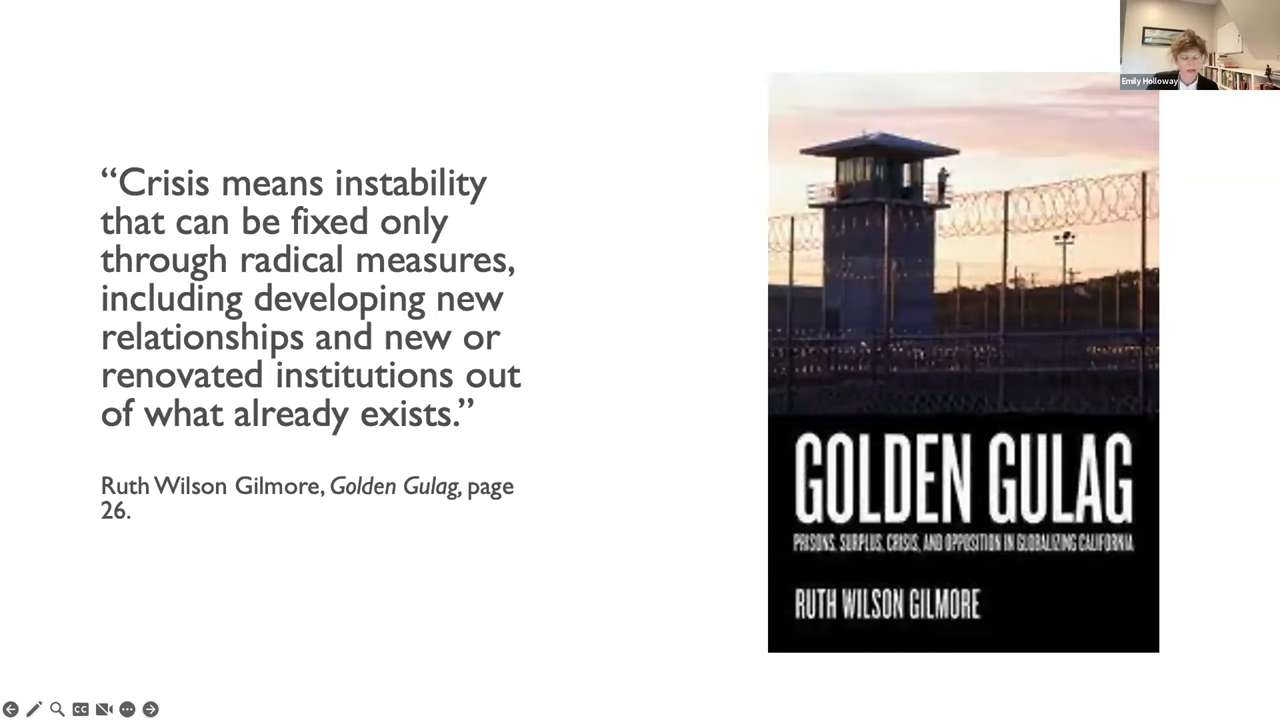 Emily Holloway
“Crisis means instability
that can be fixed only
through radical measures,
including developing new
relationships and new or
renovated institutions out
of what already exists.”
Ruth Wilson Gilmore, Golden Gulag, page
26.
GOLDEN GULAG
PRISONS, SURPLUS, CRISIS, AND OPPOSITION IN GLOBALIZING CALIFORNIA
RUTH WILSON GILMORE
CC